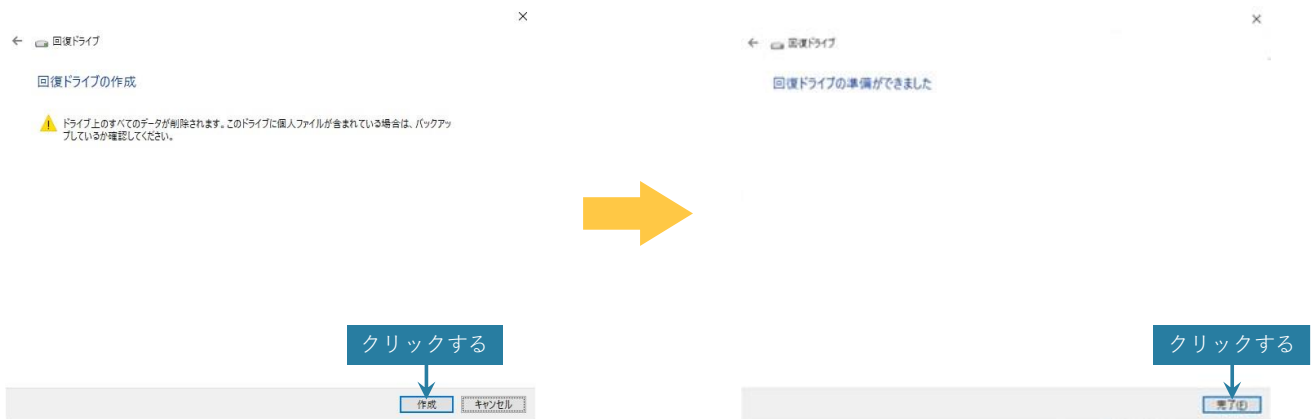 回復ドライブ
回復ドライブの作成
ドライブ上のすべてのデータが削除されます。このドライブに個人ファイルが含まれている場合は、バックアッ
プしているか確認してください。
クリックする
作成 キャンセル
回復ドライブ
回復ドライブの準備ができました
クリックする
完了(F)